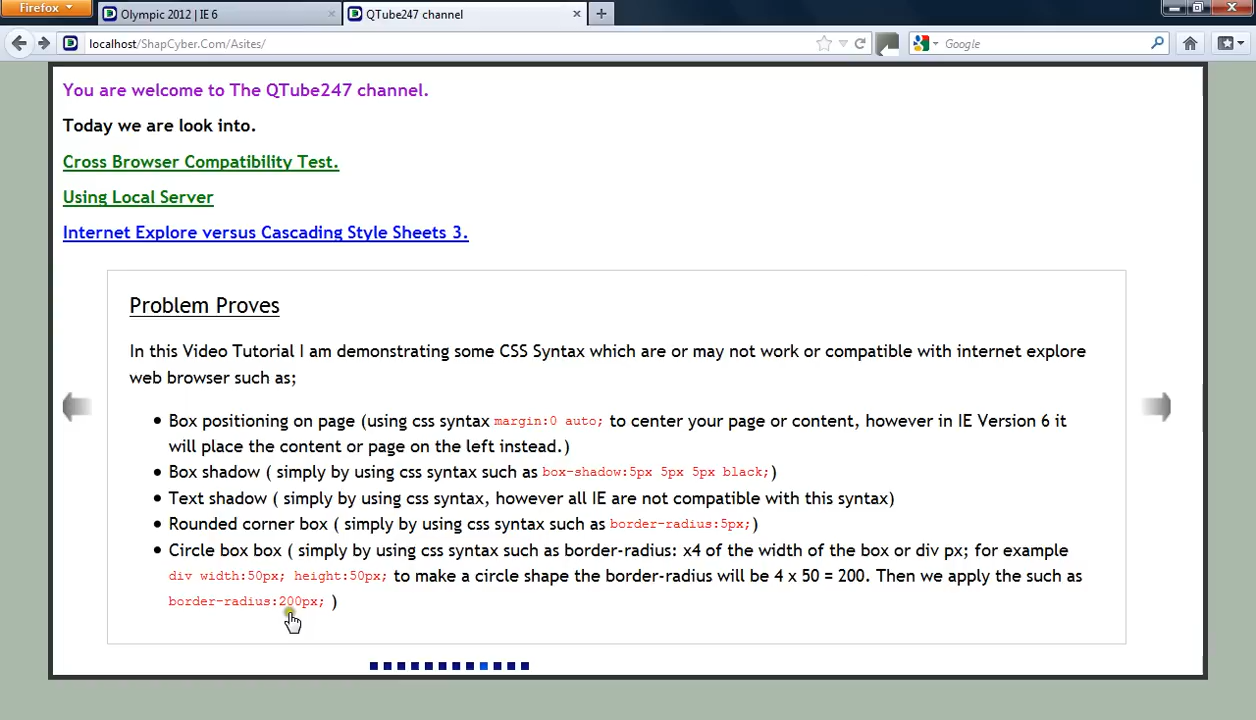 Firefox
Olympic 2012 | IE 6
QTube247 channel
localhost/ShapCyber.Com/Asites/
Google
You are welcome to The QTube247 channel.
Today we are look into.
Cross Browser Compatibility Test.
Using Local Server
Internet Explore versus Cascading Style Sheets 3.
Problem Proves
In this Video Tutorial I am demonstrating some CSS Syntax which are or may not work or compatible with internet explore
web browser such as;
• Box positioning on page (using css syntax margin:0 auto; to center your page or content, however in IE Version 6 it
will place the content or page on the left instead.)
• Box shadow ( simply by using css syntax such as box-shadow:5px 5px 5px black;)
• Text shadow ( simply by using css syntax, however all IE are not compatible with this syntax)
• Rounded corner box ( simply by using css syntax such as border-radius:5px;)
• Circle box box ( simply by using css syntax such as border-radius: x4 of the width of the box or div px; for example
div width:50px; height:50px; to make a circle shape the border-radius will be 4 x 50 = 200. Then we apply the such as
border-radius:200px; )